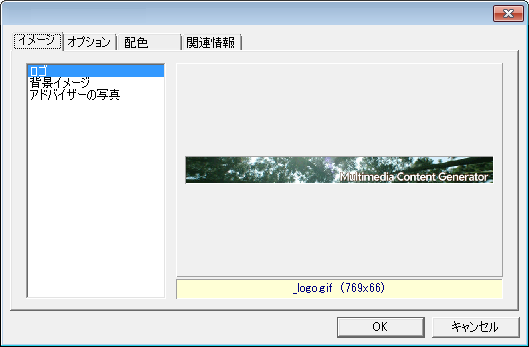 イメージ オプション 配色 関連情報
ロゴ
背景イメージ
アドバイザーの写真
Multimedia Content Generator
_logo.gif (769x66)
OK キャンセル